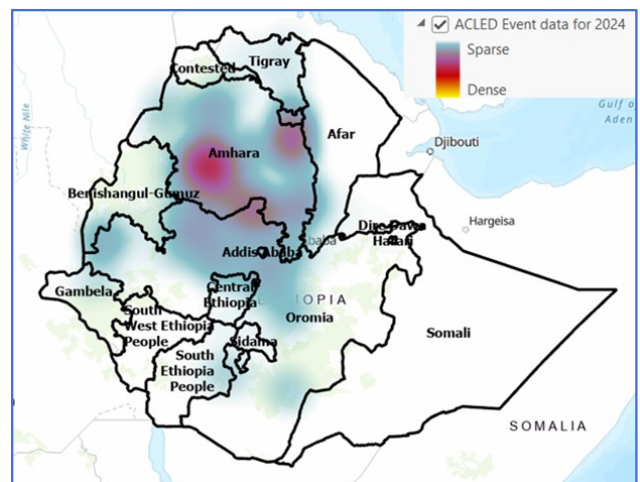 ACLED Event data for 2024
Sparse
Dense
Contested
Tigray
White Nile
Gulf o
Aden
Afar
Djibouti
Amhara
Benishangul-Gumuz
Hargeisa
Dire Dawa
Harari
Addis Ababa
baba
Gambela
Central
Ethiopia
IOPIA
Oromia
South
West Ethiopia
People
Sidama
Somali
South
Ethiopia
People
SOMALIA